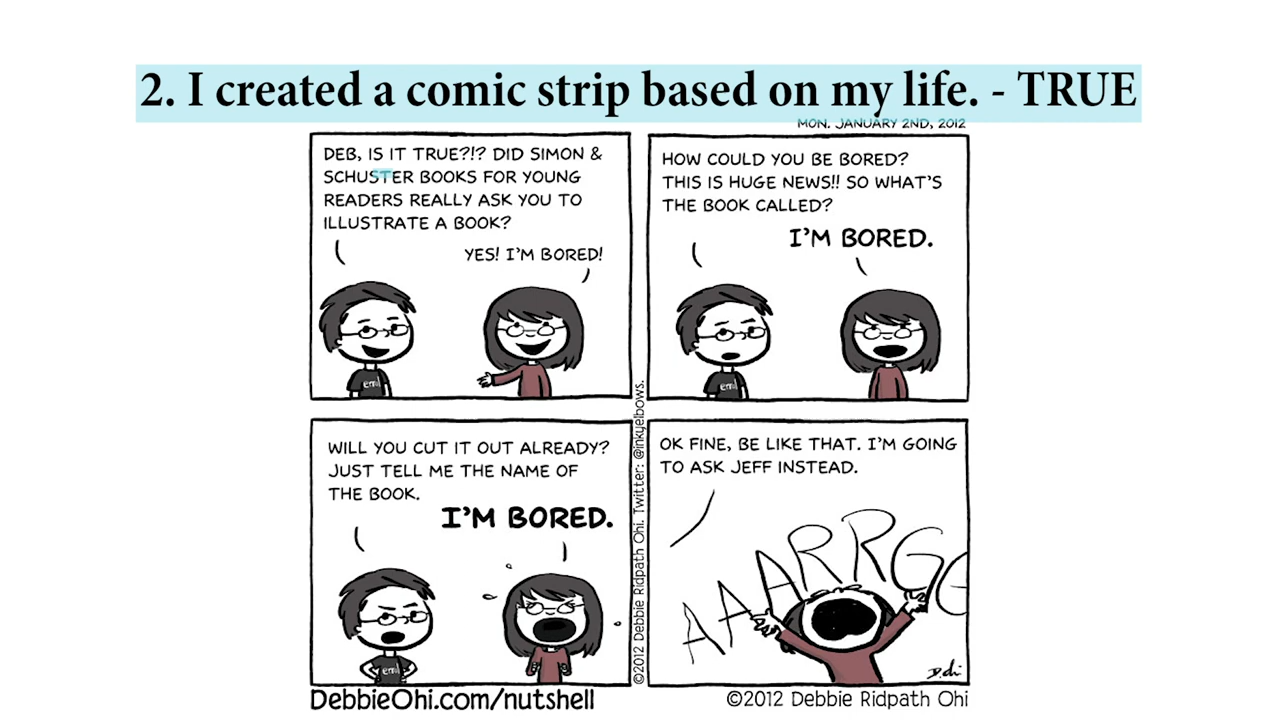 2. I created a comic strip based on my life. - TRUE
MON. JANUARY 2ND, 2012
DEB, IS IT TRUE?!? DID SIMON &
SCHUSTER BOOKS FOR YOUNG
READERS REALLY ASK YOU TO
ILLUSTRATE A BOOK?
YES! I'M BORED!
eml
HOW COULD YOU BE BORED?
THIS IS HUGE NEWS!! SO WHAT'S
THE BOOK CALLED?
I'M BORED.
eml
WILL YOU CUT IT OUT ALREADY?
JUST TELL ME THE NAME OF
THE BOOK.
I'M BORED.
eml
OK FINE, BE LIKE THAT. I'M GOING
TO ASK JEFF INSTEAD.
AAARRGG
D.Ohi
©2012 Debbie Ridpath Ohi. Twitter: @inkyelbows.
DebbieOhi.com/nutshell
©2012 Debbie Ridpath Ohi